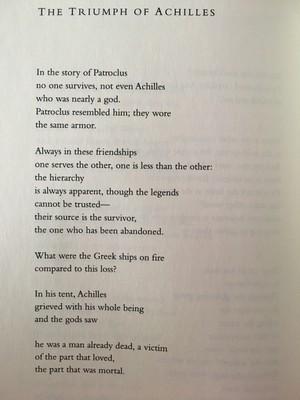 THE TRIUMPH OF ACHILLES
In the story of Patroclus
no one survives, not even Achilles
who was nearly a god.
Patroclus resembled him; they wore
the same armor.
Always in these friendships
one serves the other, one is less than the other:
the hierarchy
is always apparent, though the legends
cannot be trusted—
their source is the survivor,
the one who has been abandoned.
What were the Greek ships on fire
compared to this loss?
In his tent, Achilles
grieved with his whole being
and the gods saw
he was a man already dead, a victim
of the part that loved,
the part that was mortal.